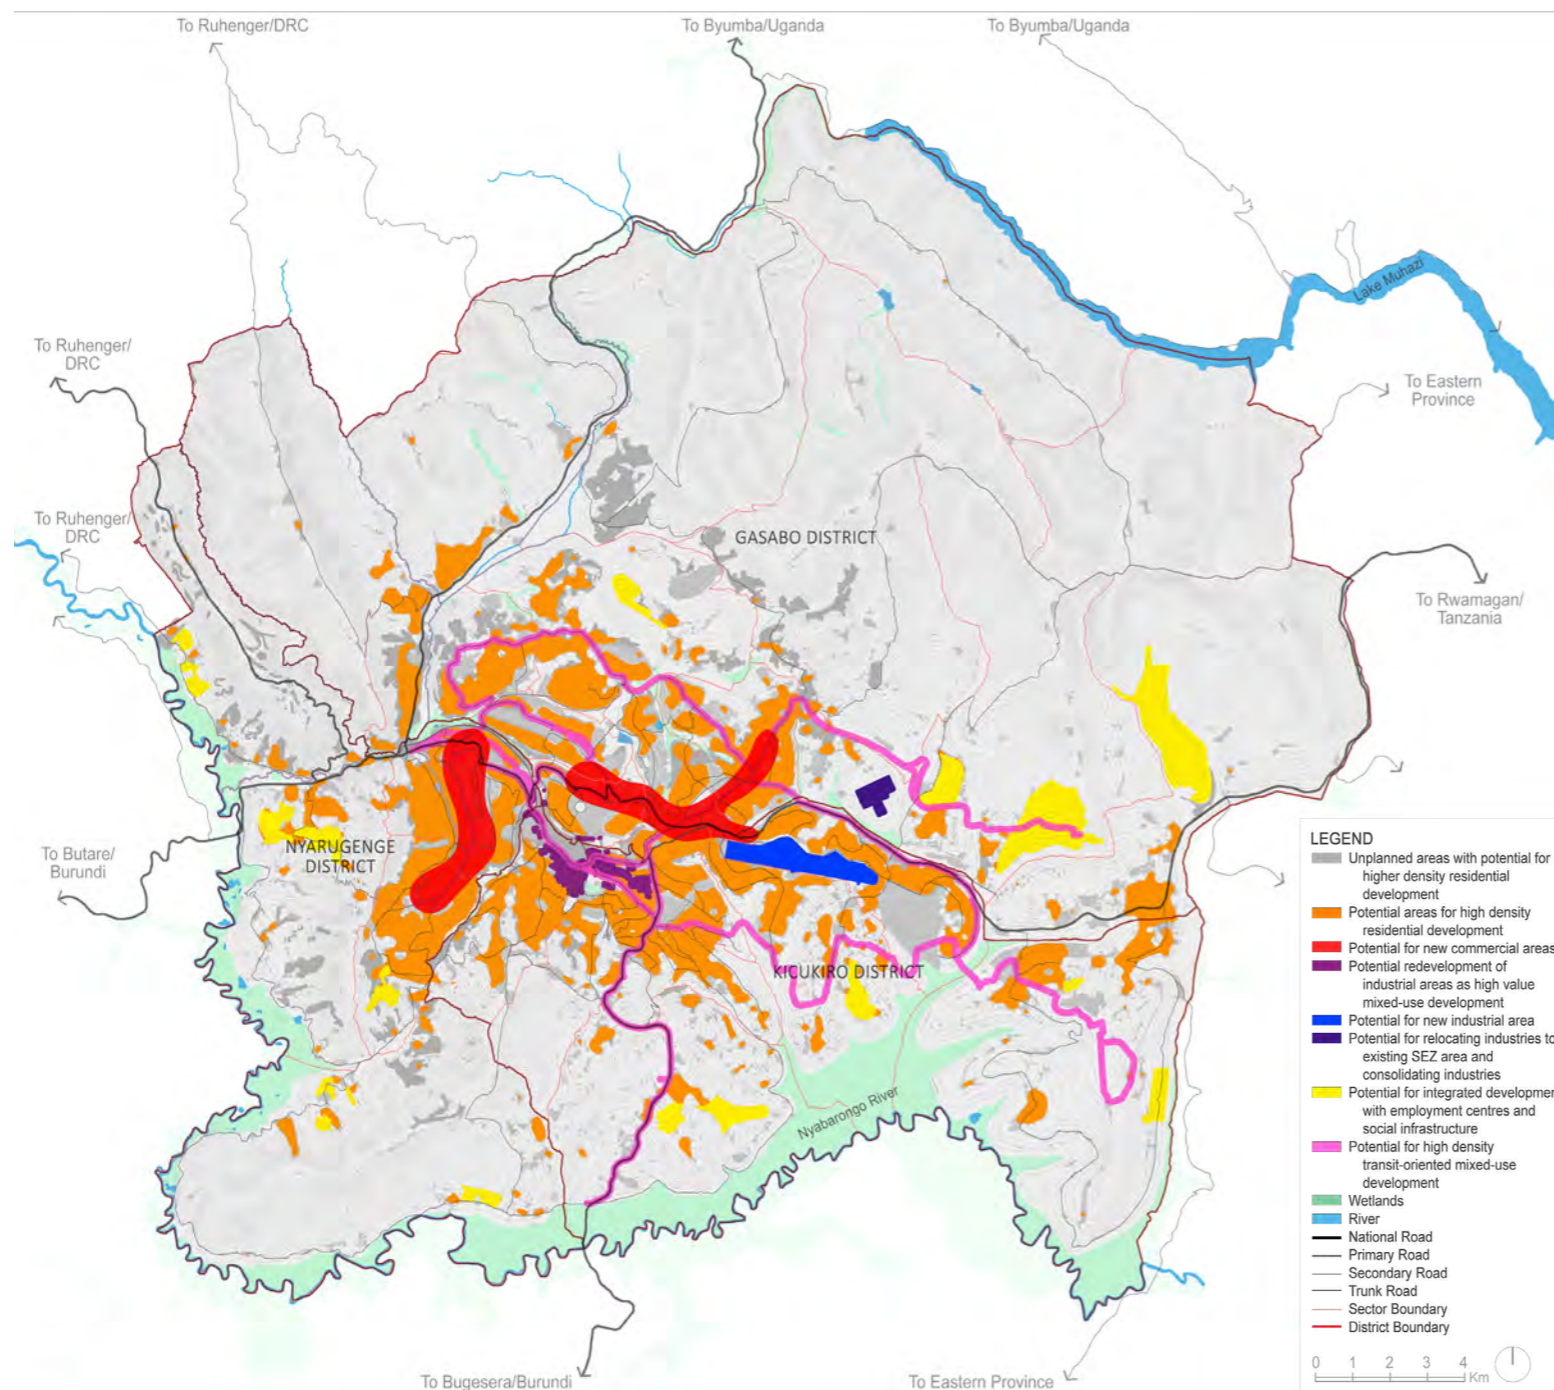 To Ruhenger/DRC
To Byumba/Uganda
To Byumba/Uganda
Lake Muhazi
To Ruhenger/
DRC
To Eastern
Province
To Ruhenger/
DRC
GASABO DISTRICT
To Rwamagan/
Tanzania
NYARUGENGE
DISTRICT
To Butare/
Burundi
KICUKIRO DISTRICT
Nyabarongo River
To Bugesera/Burundi
To Eastern Province
LEGEND
Unplanned areas with potential for
higher density residential
development
Potential areas for high density
residential development
Potential for new commercial areas
Potential redevelopment of
industrial areas as high value
mixed-use development
Potential for new industrial area
Potential for relocating industries to
existing SEZ area and
consolidating industries
Potential for integrated developmen
with employment centres and
social infrastructure
Potential for high density
transit-oriented mixed-use
development
Wetlands
River
National Road
Primary Road
Secondary Road
Trunk Road
Sector Boundary
District Boundary
0 1 2 3 4
Km